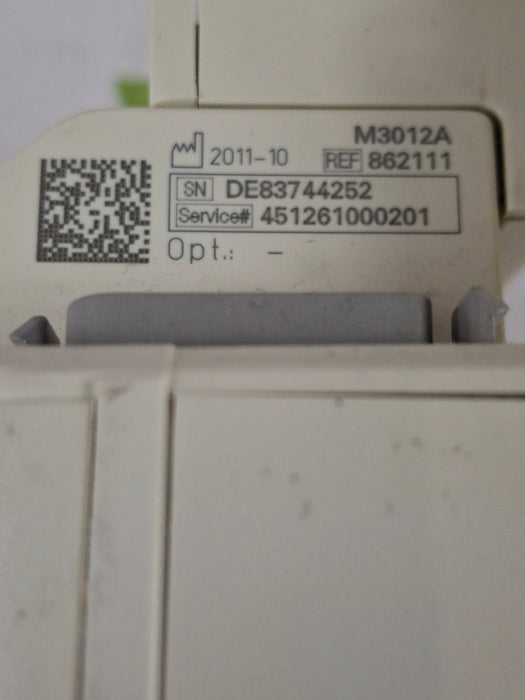 M3012A
2011-10 REF 862111
SN DE83744252
Service# 451261000201
Opt.: -